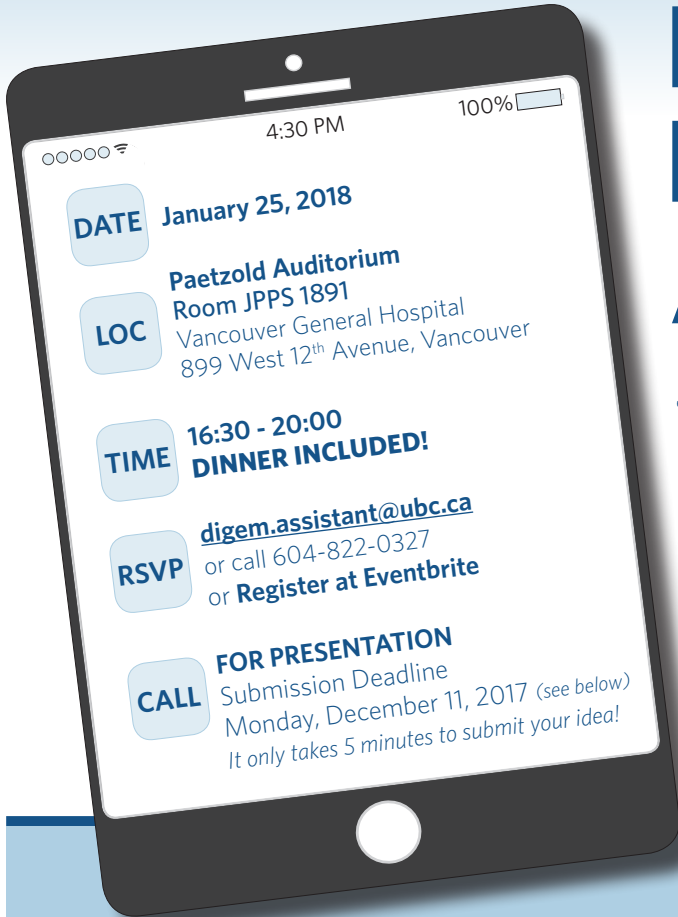 4:30 PM
100%
DATE
January 25, 2018
LOC
Paetzold Auditorium
Room JPPS 1891
Vancouver General Hospital
899 West 12th Avenue, Vancouver
TIME
16:30 - 20:00
DINNER INCLUDED!
RSVP
digem.assistant@ubc.ca
or call 604-822-0327
or Register at Eventbrite
CALL
FOR PRESENTATION
Submission Deadline
Monday, December 11, 2017 (see below)
It only takes 5 minutes to submit your idea!